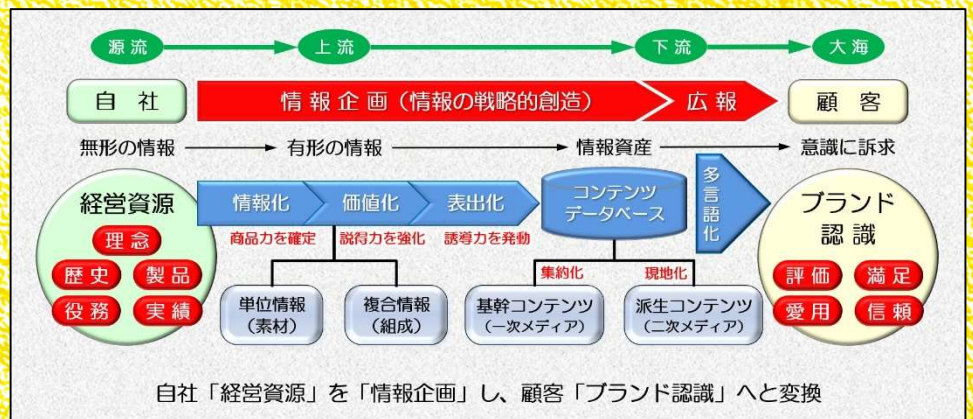 源流 上流 下流 大海
自社 情報企画（情報の戦略的創造） 広報 顧客
無形の情報 有形の情報 情報資産 意識に訴求
経営資源
理念
歴史 製品
役務 実績
情報化 価値化 表出化
商品力を確定 説得力を強化 誘導力を発動
コンテンツ
データベース
多言語化
ブランド
認識
評価 満足
愛用 信頼
集約化 現地化
単位情報
（素材）
複合情報
（組成）
基幹コンテンツ
（一次メディア）
派生コンテンツ
（二次メディア）
自社「経営資源」を「情報企画」し、顧客「ブランド認識」へと変換